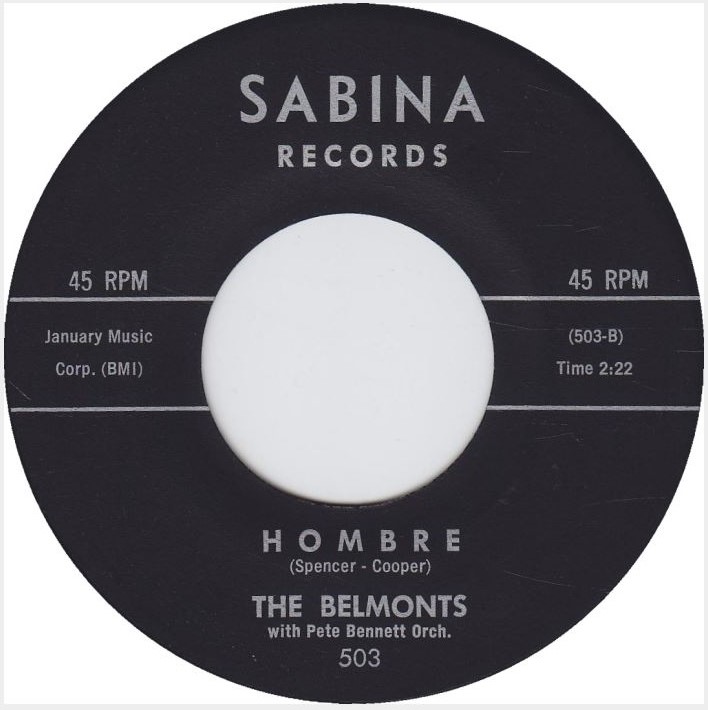 SABINA
RECORDS
45 RPM
45 RPM
January Music
Corp. (BMI)
(503-B)
Time 2:22
HOMBRE
(Spencer - Cooper)
THE BELMONTS
with Pete Bennett Orch.
503